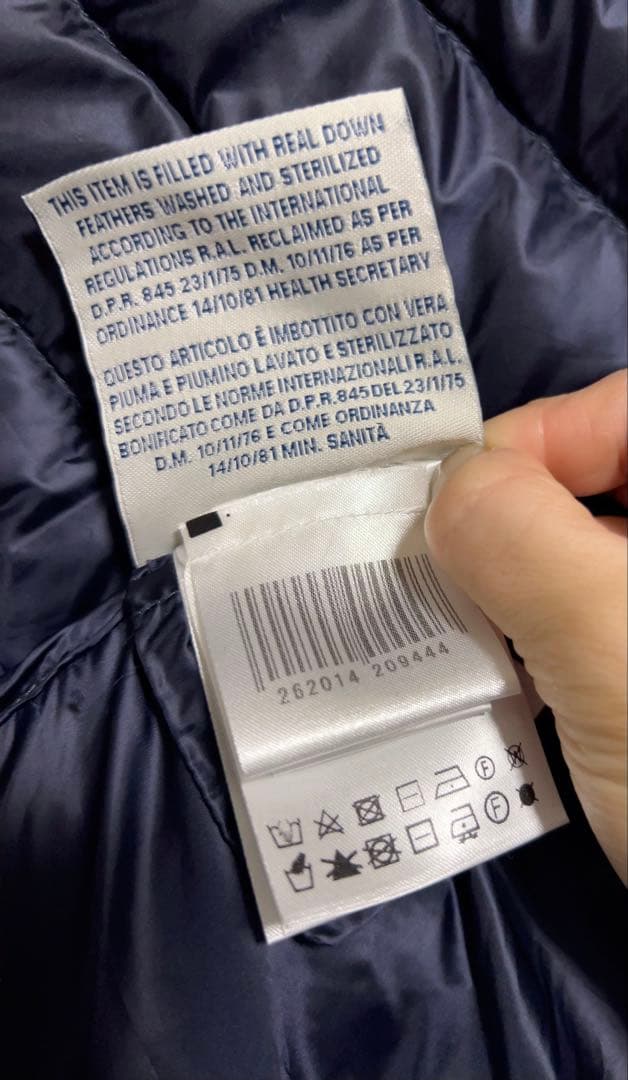 THIS ITEM IS FILLED WITH REAL DOWN
FEATHERS WASHED AND STERILIZED
ACCORDING TO THE INTERNATIONAL
REGULATIONS R.A.L. RECLAIMED AS PER
D.P.R. 845 23/1/75 D.M. 10/11/76 AS PER
ORDINANCE 14/10/81 HEALTH SECRETARY
QUESTO ARTICOLO È IMBOTTITO CON VERA
PIUMA E PIUMINO LAVATO E STERILIZZATO
SECONDO LE NORME INTERNAZIONALI R.A.L.
BONIFICATO COME DA D.P.R. 845 DEL 23/1/75
D.M. 10/11/76 E COME ORDINANZA
14/10/81 MIN. SANITÀ
262014 209444
F W
F